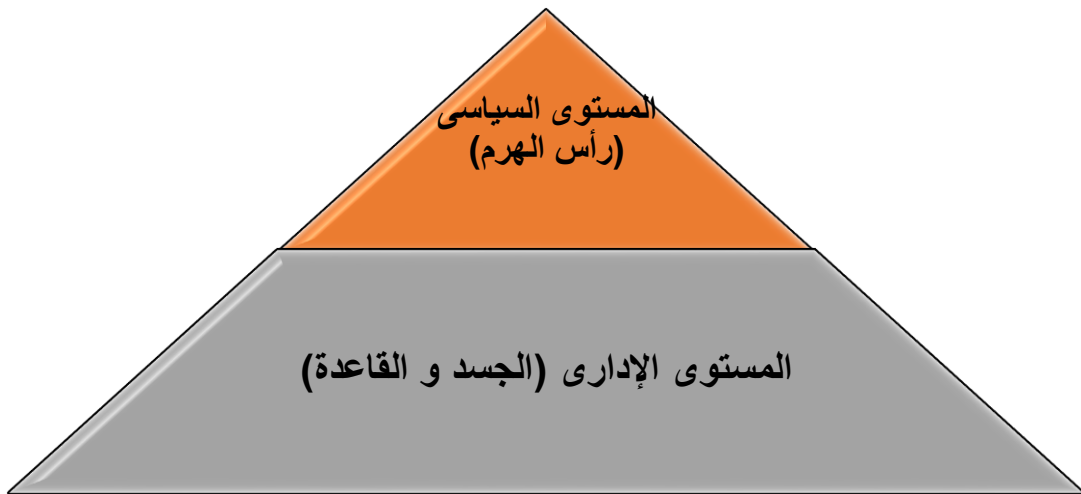 المستوى السياسى
(رأس الهرم)
المستوى الإدارى (الجسد و القاعدة)